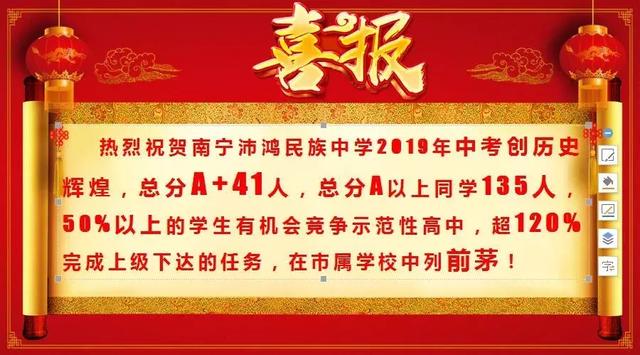 喜报
热烈祝贺南宁沛鸿民族中学2019年中考创历史
辉煌，总分A+41人，总分A以上同学135人，
50%以上的学生有机会竞争示范性高中，超120%
完成上级下达的任务，在市属学校中列前茅！
字